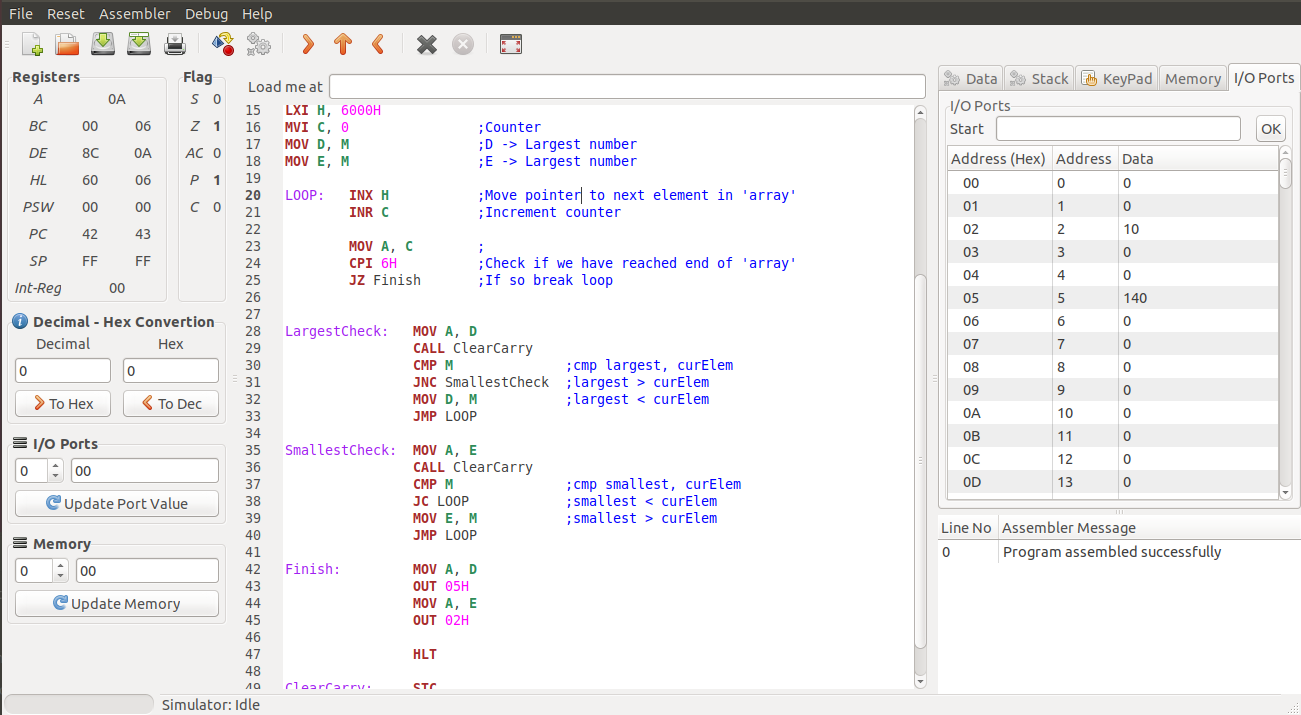 File Reset Assembler Debug Help
Registers
A 0A
BC 00 06
DE 8C 0A
HL 60 06
PSW 00 00
PC 42 43
SP FF FF
Int-Reg 00
Flag
S 0
Z 1
AC 0
P 1
C 0
Decimal - Hex Convertion
Decimal Hex
0 0
To Hex To Dec
I/O Ports
0 00
Update Port Value
Memory
0 00
Update Memory
Load me at
15 LXI H, 6000H
16 MVI C, 0 ;Counter
17 MOV D, M ;D -> Largest number
18 MOV E, M ;E -> Largest number
19
20 LOOP: INX H ;Move pointer to next element in 'array'
21 INR C ;Increment counter
22
23 MOV A, C ;
24 CPI 6H ;Check if we have reached end of 'array'
25 JZ Finish ;If so break loop
26
27
28 LargestCheck: MOV A, D
29 CALL ClearCarry
30 CMP M ;cmp largest, curElem
31 JNC SmallestCheck ;largest > curElem
32 MOV D, M ;largest < curElem
33 JMP LOOP
34
35 SmallestCheck: MOV A, E
36 CALL ClearCarry
37 CMP M ;cmp smallest, curElem
38 JC LOOP ;smallest < curElem
39 MOV E, M ;smallest > curElem
40 JMP LOOP
41
42 Finish: MOV A, D
43 OUT 05H
44 MOV A, E
45 OUT 02H
46
47 HLT
48
49 ClearCarry: STC
Data Stack KeyPad Memory I/O Ports
I/O Ports
Start OK
Address (Hex) Address Data
00 0 0
01 1 0
02 2 10
03 3 0
04 4 0
05 5 140
06 6 0
07 7 0
08 8 0
09 9 0
0A 10 0
0B 11 0
0C 12 0
0D 13 0
Line No Assembler Message
0 Program assembled successfully
Simulator: Idle